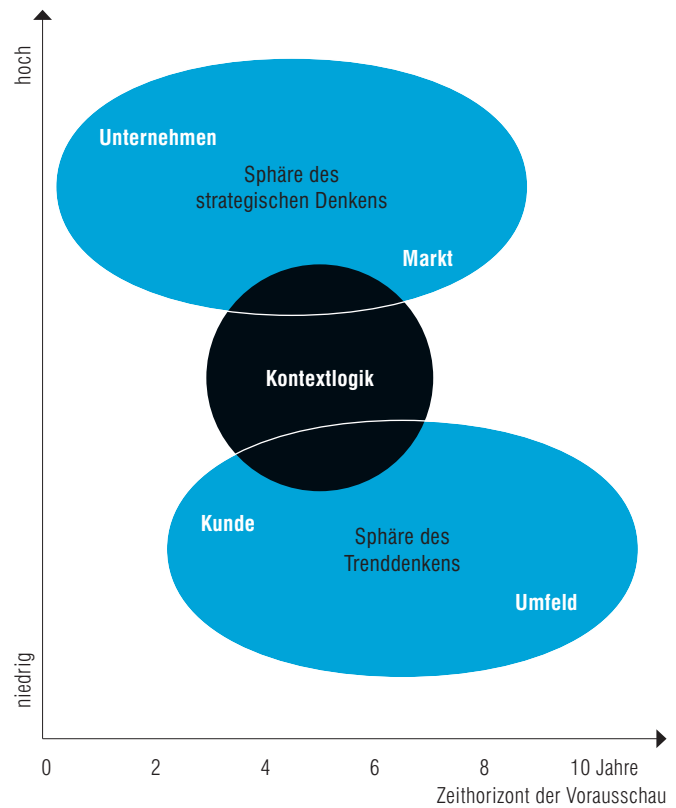 hoch
Unternehmen
Sphäre des
strategischen Denkens
Markt
Kontextlogik
Kunde
Sphäre des
Trenddenkens
Umfeld
niedrig
0 2 4 6 8 10 Jahre
Zeithorizont der Vorausschau